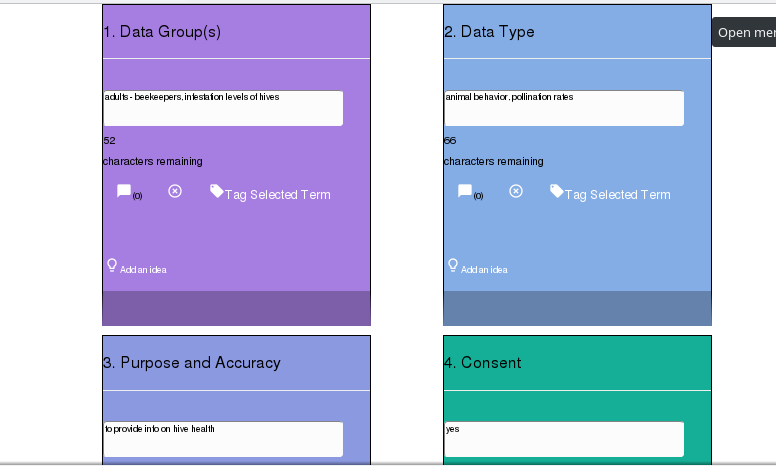 1. Data Group(s)
adults - beekeepers, infestation levels of hives
52
characters remaining
(0)
Tag Selected Term
Add an idea
2. Data Type
animal behavior, pollination rates
66
characters remaining
(0)
Tag Selected Term
Add an idea
Open men
3. Purpose and Accuracy
to provide info on hive health
4. Consent
yes